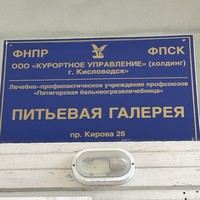 ФНПР ФПСК
ООО «КУРОРТНОЕ УПРАВЛЕНИЕ» (холдинг)
г. Кисловодск»
Лечебно-профилактическое учреждение профсоюзов
«Пятигорская бальнеогрязелечебница»
ПИТЬЕВАЯ ГАЛЕРЕЯ
пр. Кирова 26